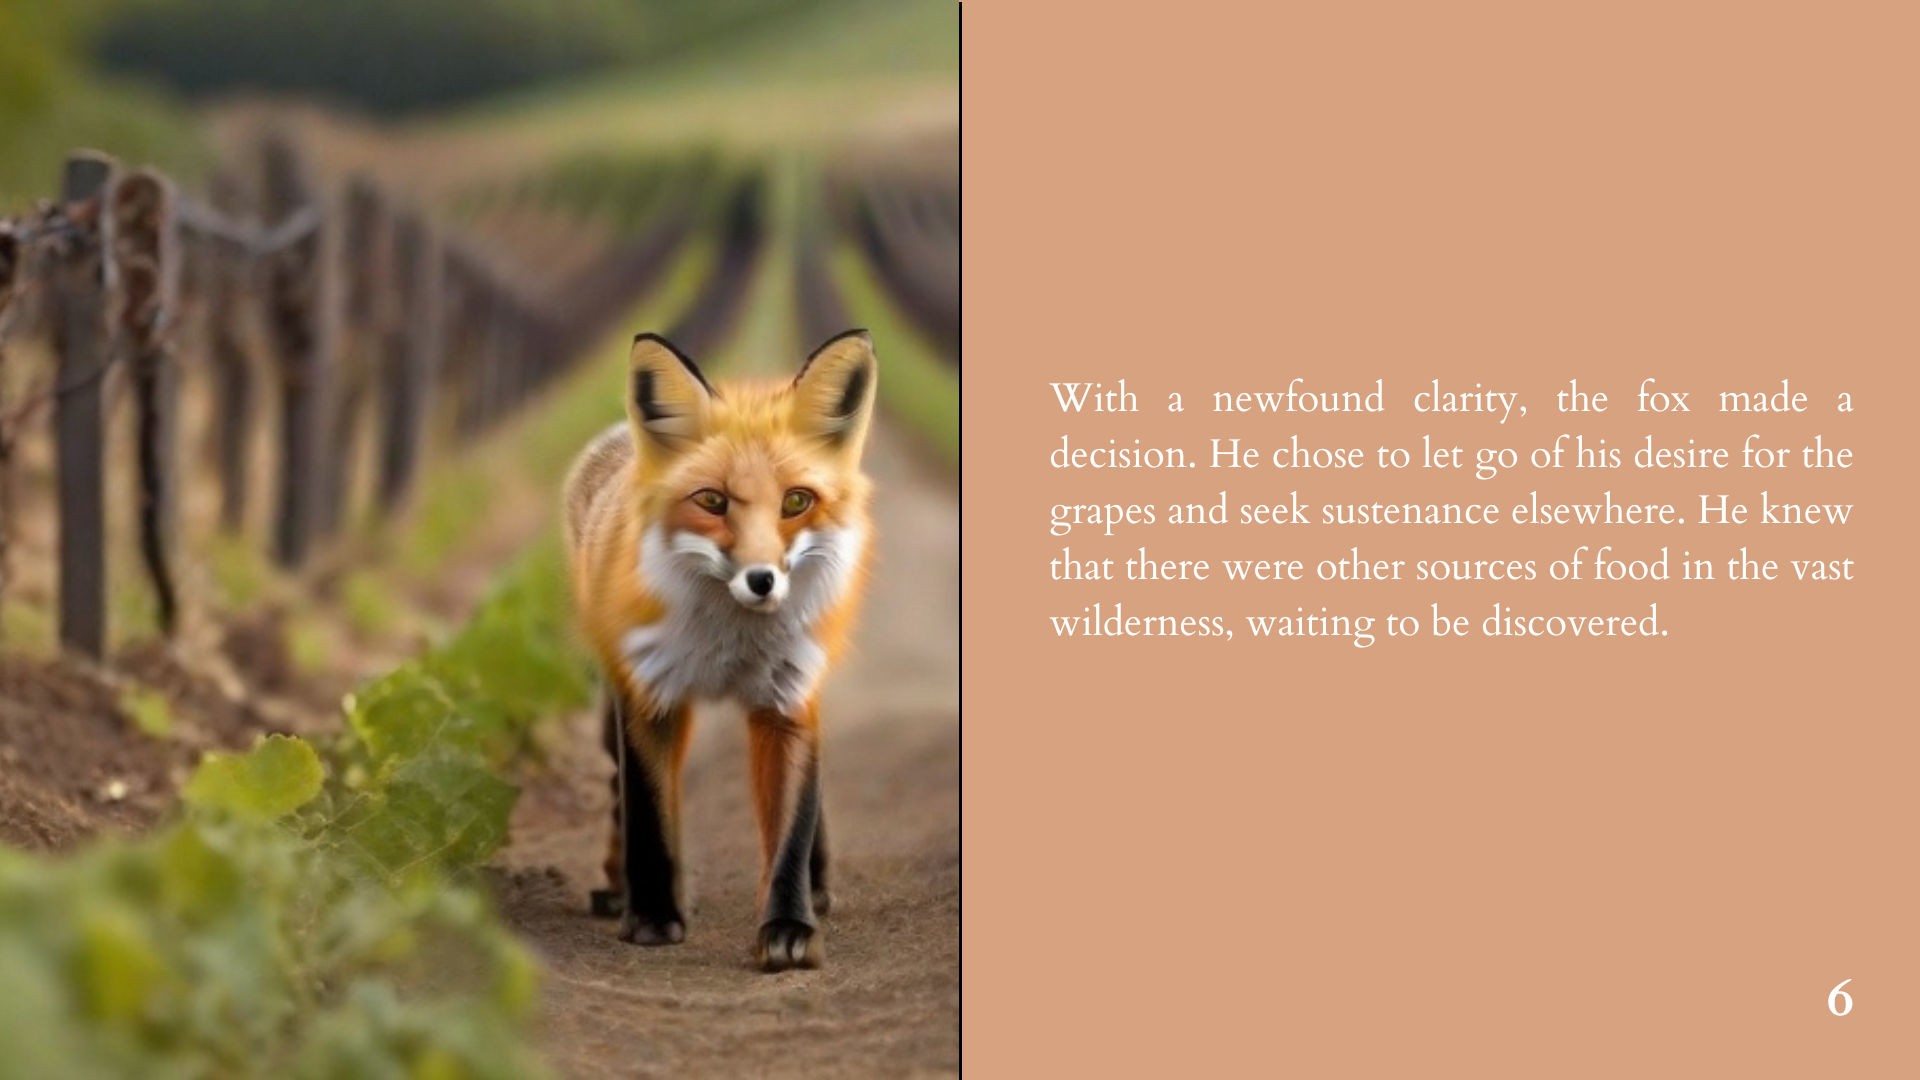 With a newfound clarity, the fox made a
decision. He chose to let go of his desire for the
grapes and seek sustenance elsewhere. He knew
that there were other sources of food in the vast
wilderness, waiting to be discovered.
6